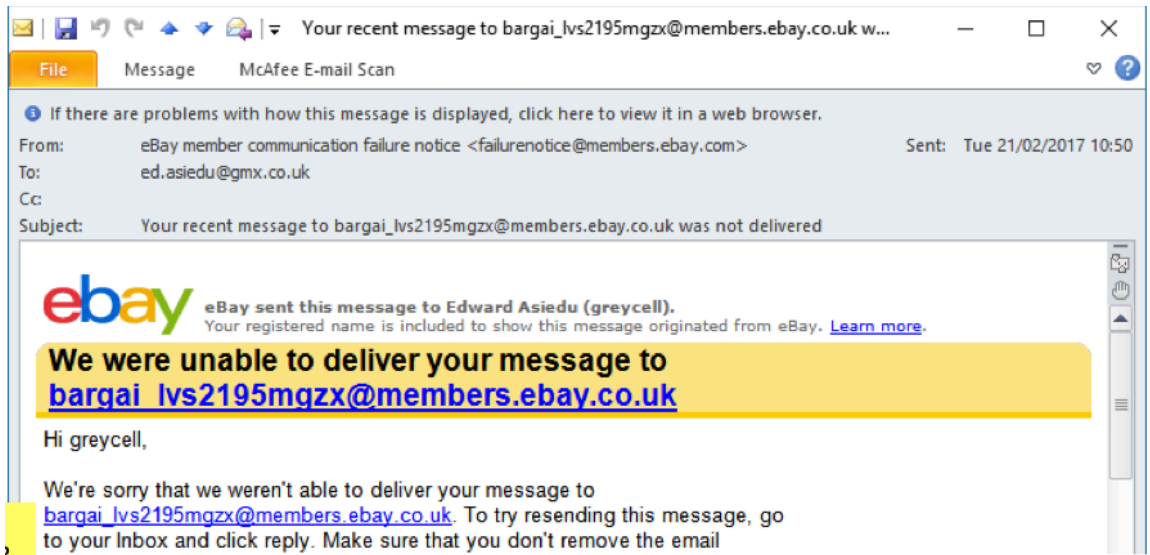 Your recent message to bargai_lvs2195mgzx@members.ebay.co.uk w...
File Message McAfee E-mail Scan
If there are problems with how this message is displayed, click here to view it in a web browser.
From: eBay member communication failure notice <failurenotice@members.ebay.com> Sent: Tue 21/02/2017 10:50
To: ed.asiedu@gmx.co.uk
Cc:
Subject: Your recent message to bargai_lvs2195mgzx@members.ebay.co.uk was not delivered
ebay
eBay sent this message to Edward Asiedu (greycell).
Your registered name is included to show this message originated from eBay. Learn more.
We were unable to deliver your message to
bargai_lvs2195mgzx@members.ebay.co.uk
Hi greycell,
We're sorry that we weren't able to deliver your message to
bargai_lvs2195mgzx@members.ebay.co.uk. To try resending this message, go
to your Inbox and click reply. Make sure that you don't remove the email